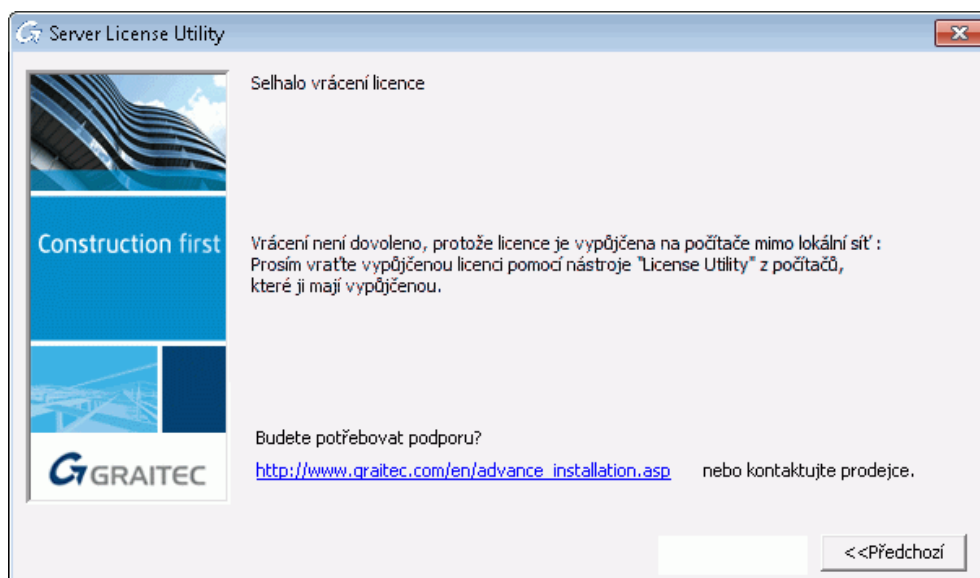 Server License Utility
Selhalo vrácení licence
Construction first
Vrácení není dovoleno, protože licence je vypůjčena na počítače mimo lokální síť :
Prosím vraťte vypůjčenou licenci pomocí nástroje "License Utility" z počítačů,
které ji mají vypůjčenou.
Budete potřebovat podporu?
http://www.graitec.com/en/advance_installation.asp nebo kontaktujte prodejce.
GRAITEC
<<Předchozí